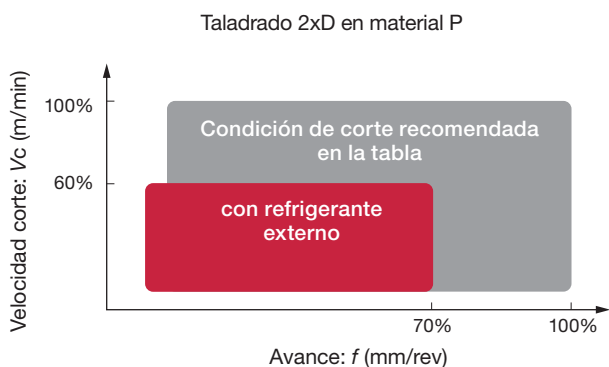 Taladrado 2xD en material P
Velocidad corte: Vc (m/min)
100%
60%
Condición de corte recomendada
en la tabla
con refrigerante
externo
70%
100%
Avance: f (mm/rev)